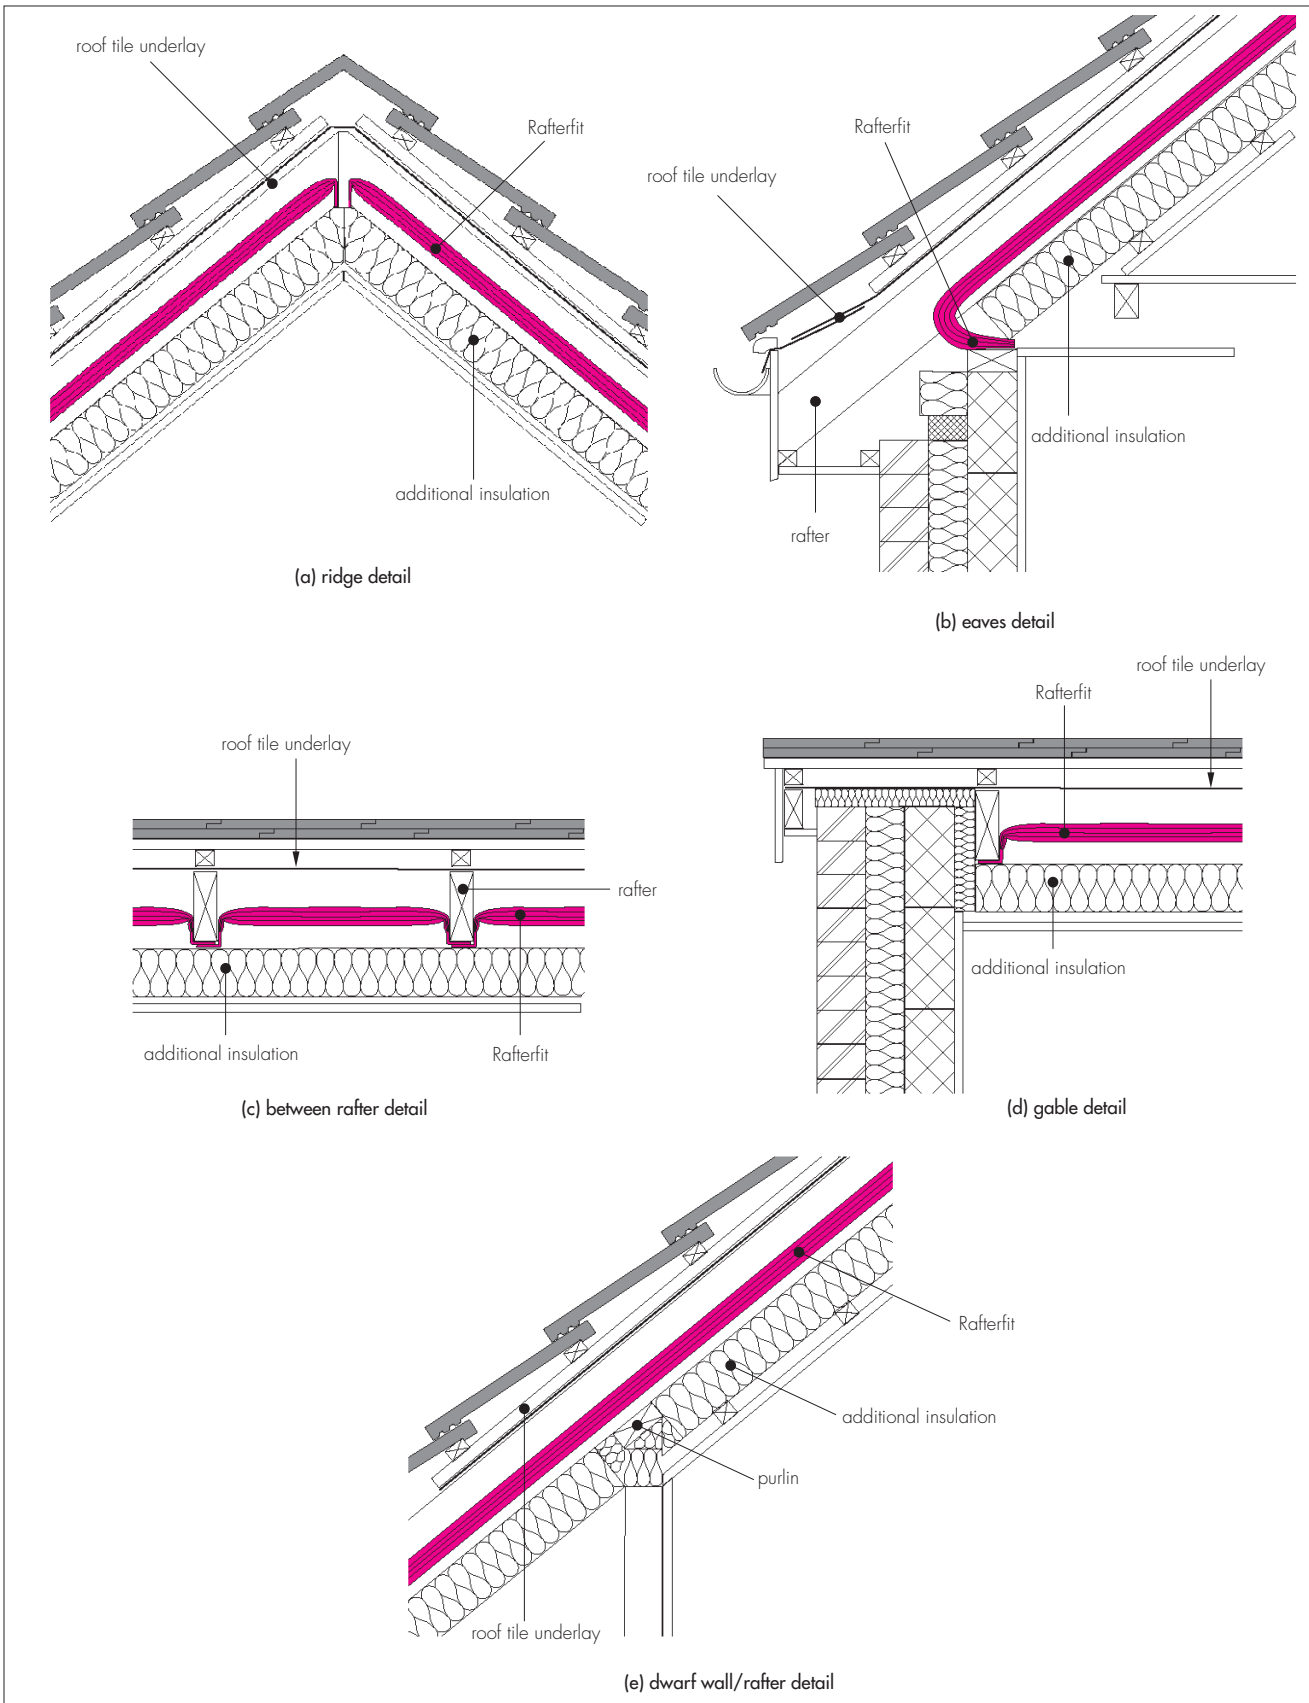 roof tile underlay
Rafterfit
additional insulation
(a) ridge detail
Rafterfit
roof tile underlay
additional insulation
rafter
(b) eaves detail
roof tile underlay
rafter
additional insulation
Rafterfit
(c) between rafter detail
roof tile underlay
Rafterfit
additional insulation
(d) gable detail
Rafterfit
additional insulation
purlin
roof tile underlay
(e) dwarf wall/rafter detail